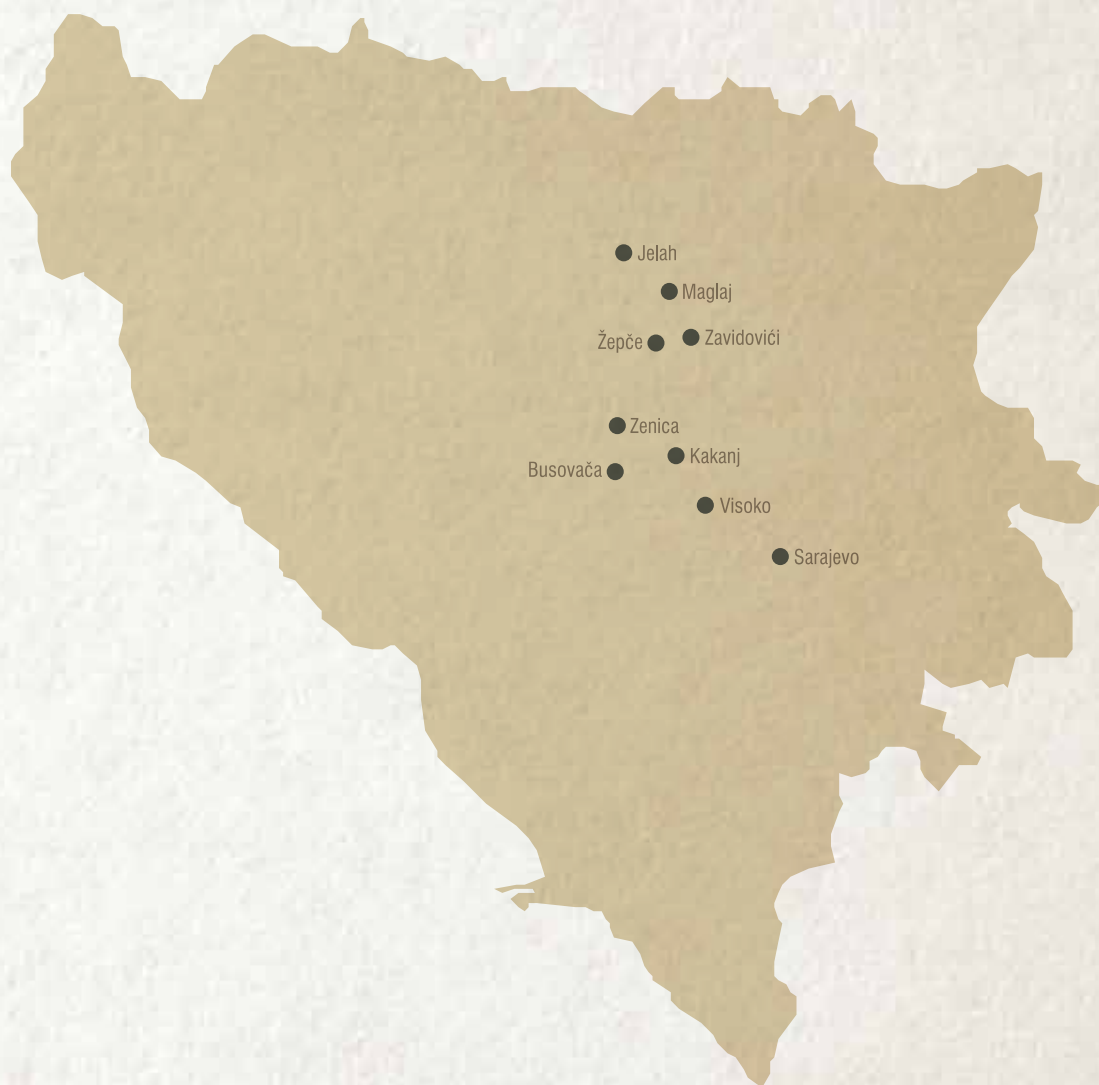 Jelah
Maglaj
Žepče
Zavidovići
Zenica
Kakanj
Busovača
Visoko
Sarajevo